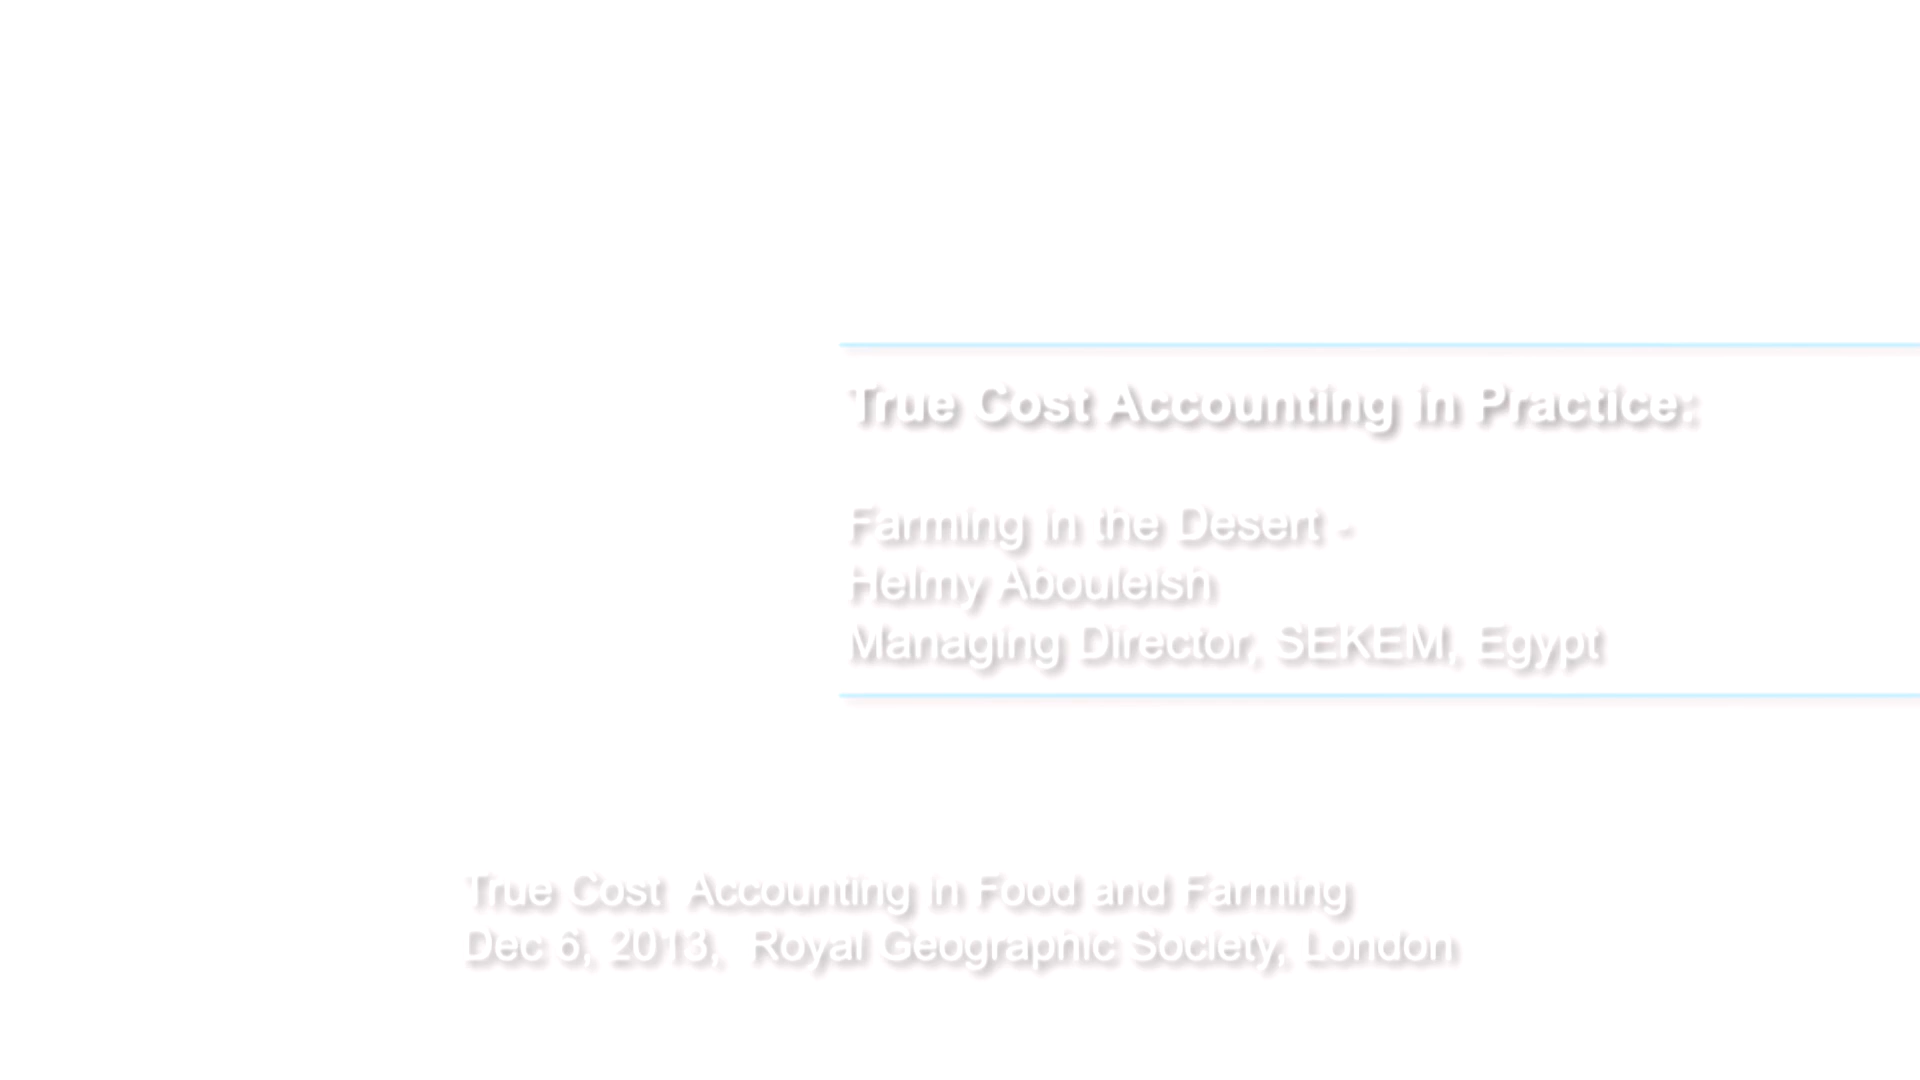 True Cost Accounting in Practice:
Farming in the Desert -
Helmy Abouleish
Managing Director, SEKEM, Egypt
True Cost  Accounting in Food and Farming
Dec 6, 2013,  Royal Geographic Society, London